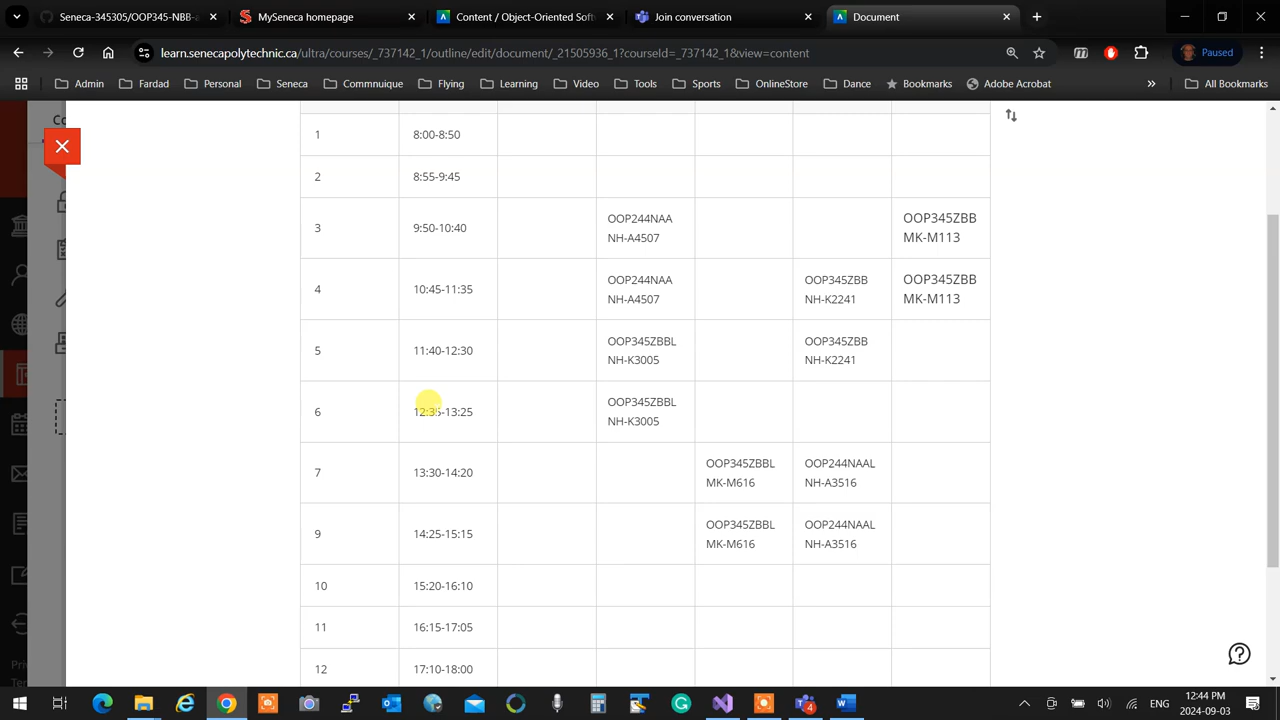 Seneca-345305/OOP345-NBB-
MySeneca Homepage
Content / Object-Oriented Soft
Join conversation
Document
learn.senecapolytechnic.ca/ultra/courses/_737142_1/outline/edit/document/_21505936_1?courseId=_737142_1&view=content
Paused
Admin
Fardad
Personal
Seneca
Commnuique
Flying
Learning
Video
Tools
Sports
OnlineStore
Dance
Bookmarks
Adobe Acrobat
All Bookmarks
Co
1 8:00-8:50
2 8:55-9:45
3 9:50-10:40 OOP244NAA OOP345ZBB
NH-A4507 MK-M113
4 10:45-11:35 OOP244NAA OOP345ZBB OOP345ZBB
NH-A4507 NH-K2241 MK-M113
5 11:40-12:30 OOP345ZBBL OOP345ZBB
NH-K3005 NH-K2241
6 12:35-13:25 OOP345ZBBL
NH-K3005
7 13:30-14:20 OOP345ZBBL OOP244NAAL
MK-M616 NH-A3516
9 14:25-15:15 OOP345ZBBL OOP244NAAL
MK-M616 NH-A3516
10 15:20-16:10
11 16:15-17:05
12 17:10-18:00
Priv
Tern
4
ENG
12:44 PM
2024-09-03